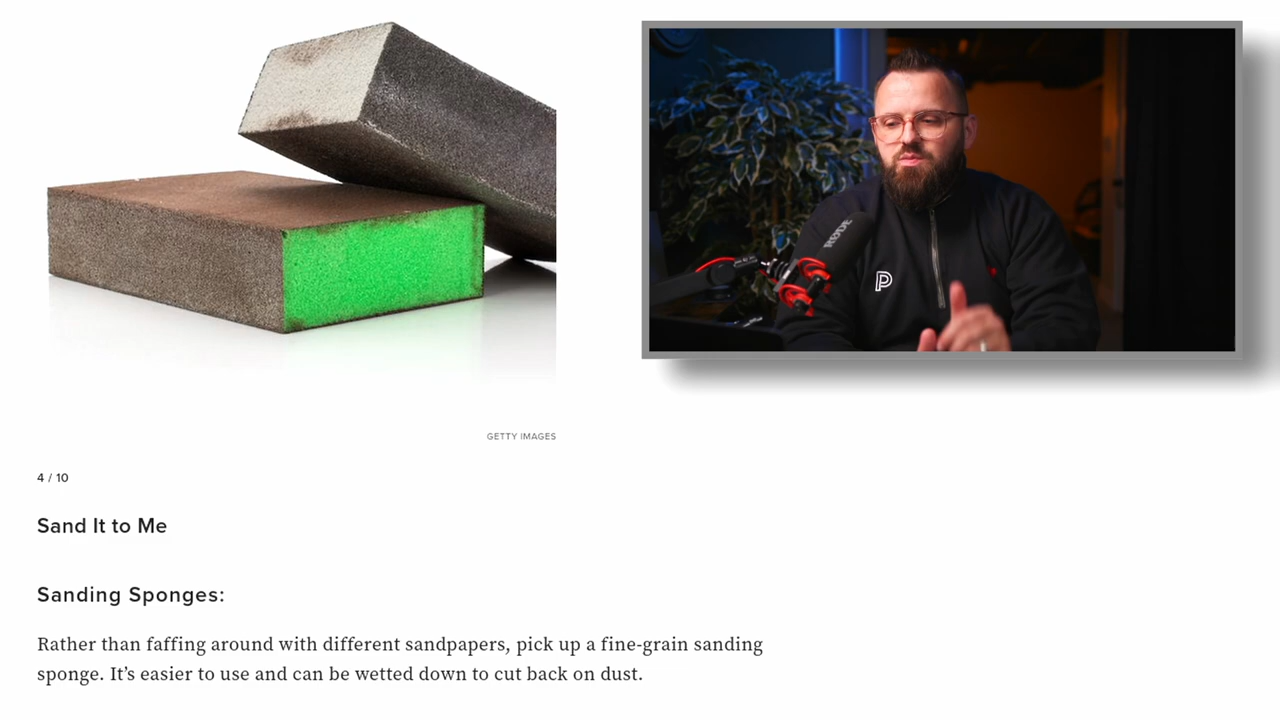 RØDE
P
GETTY IMAGES
4 / 10
Sand It to Me
Sanding Sponges:
Rather than faffing around with different sandpapers, pick up a fine-grain sanding
sponge. It’s easier to use and can be wetted down to cut back on dust.